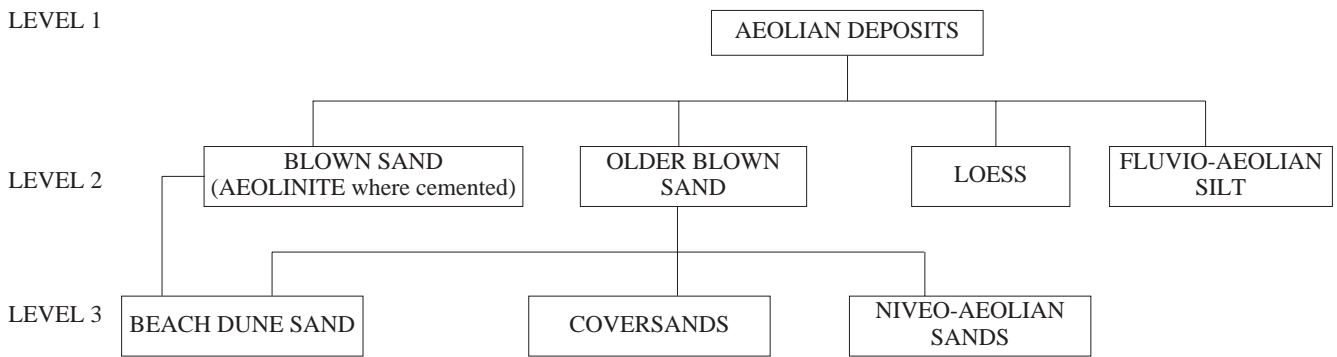 LEVEL 1
AEOLIAN DEPOSITS
LEVEL 2
BLOWN SAND
(AEOLINITE where cemented)
OLDER BLOWN
SAND
LOESS
FLUVIO-AEOLIAN
SILT
LEVEL 3
BEACH DUNE SAND
COVERSANDS
NIVEO-AEOLIAN
SANDS